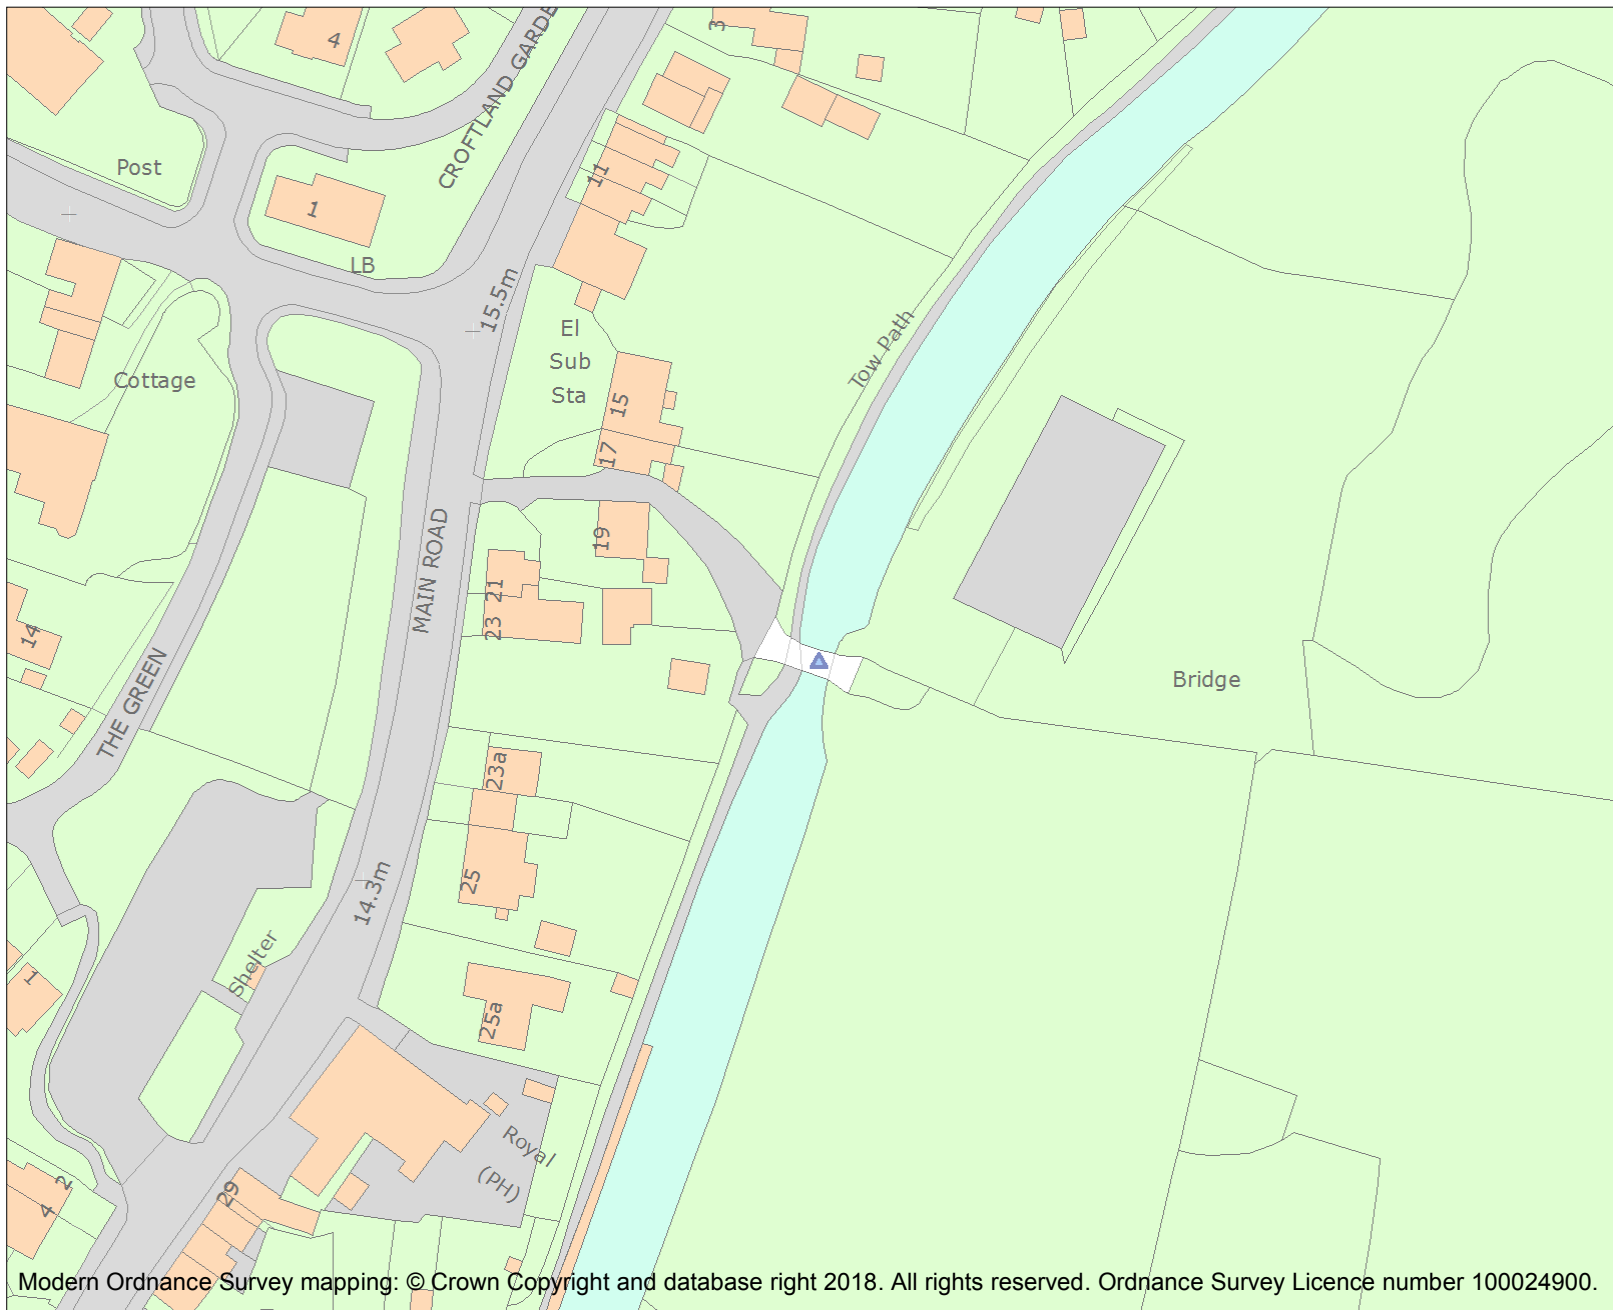 4
CROFTLAND GARDE
3
Post
11
1
LB
15.5m
El
Sub
Sta
Tow Path
Cottage
15
17
MAIN ROAD
19
21
23
14
THE GREEN
Bridge
23a
25
14.3m
Shelter
1
25a
Royal
(PH)
29
2
4
Modern Ordnance Survey mapping: © Crown Copyright and database right 2018. All rights reserved. Ordnance Survey Licence number 100024900.